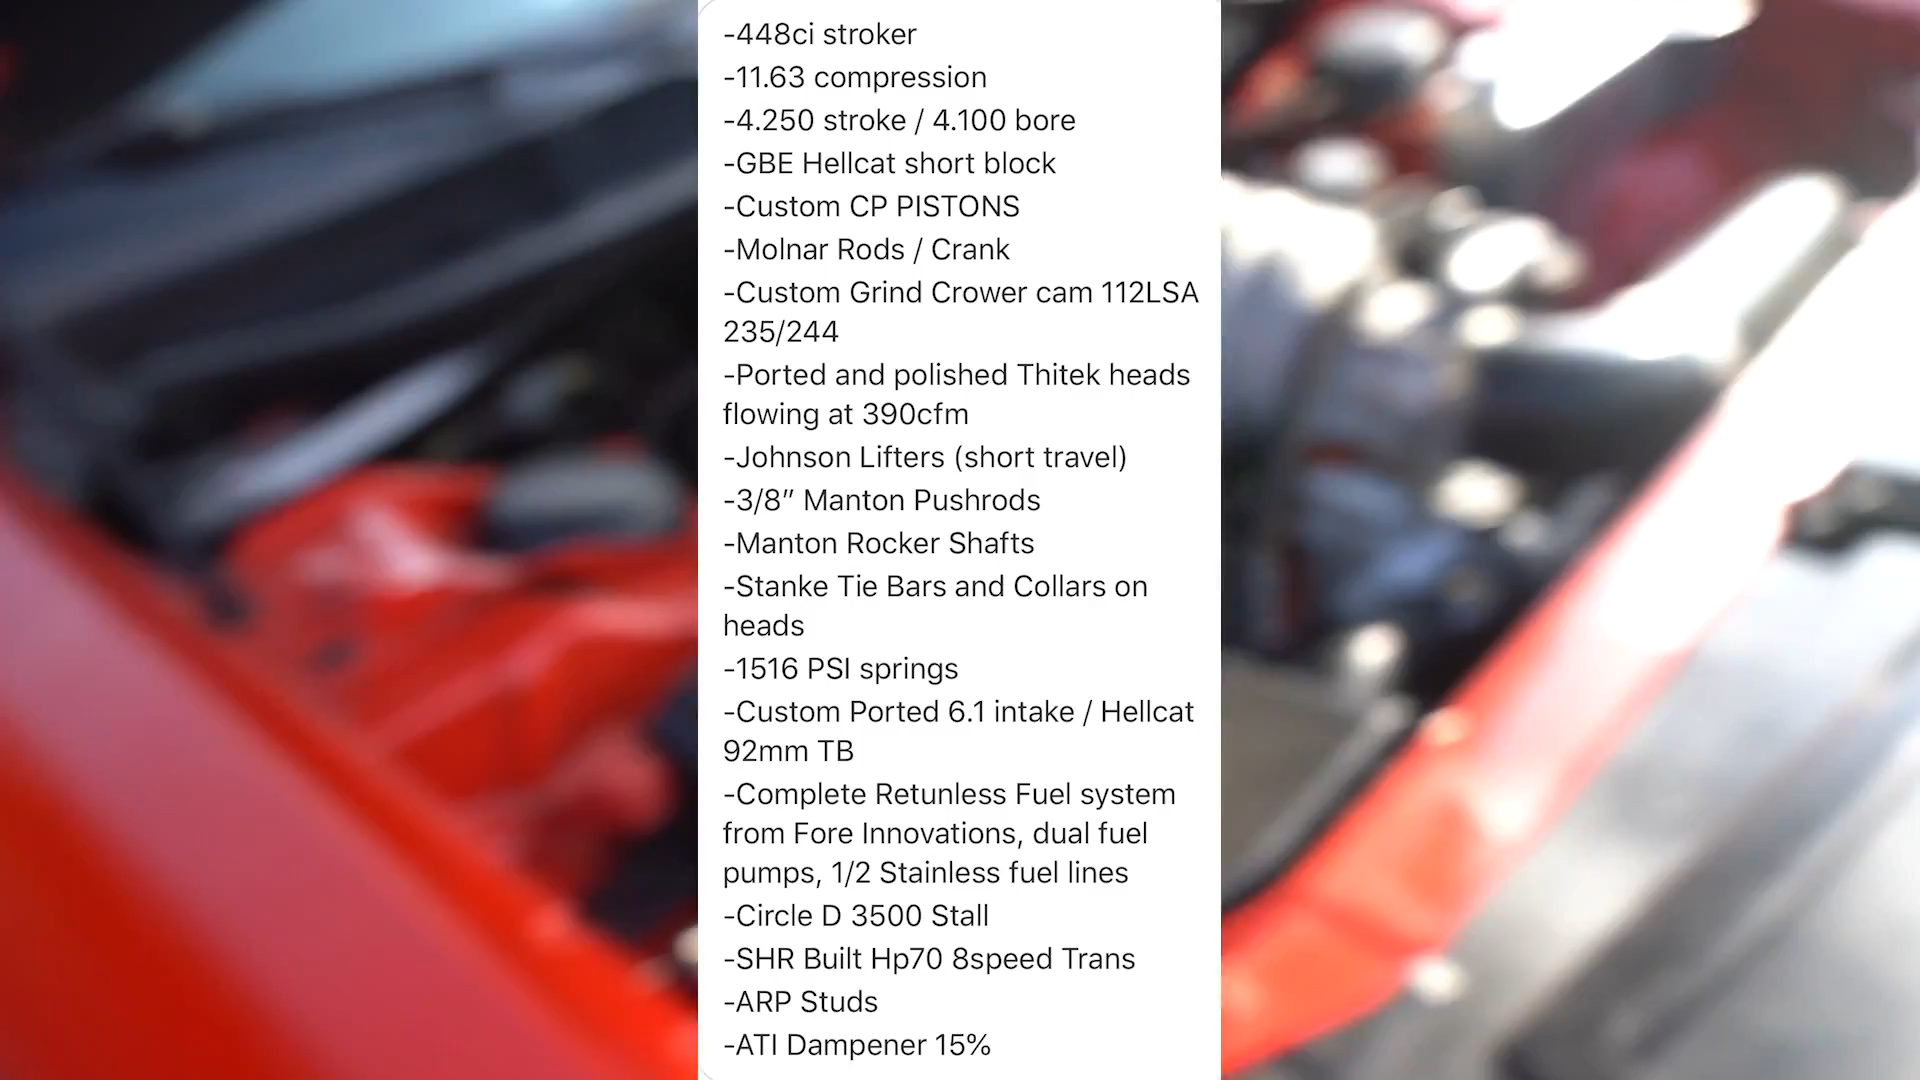 -448ci stroker
-11.63 compression
-4.250 stroke / 4.100 bore
-GBE Hellcat short block
-Custom CP PISTONS
-Molnar Rods / Crank
-Custom Grind Crower cam 112LSA
235/244
-Ported and polished Thitek heads
flowing at 390cfm
-Johnson Lifters (short travel)
-3/8” Manton Pushrods
-Manton Rocker Shafts
-Stanke Tie Bars and Collars on
heads
-1516 PSI springs
-Custom Ported 6.1 intake / Hellcat
92mm TB
-Complete Retunless Fuel system
from Fore Innovations, dual fuel
pumps, 1/2 Stainless fuel lines
-Circle D 3500 Stall
-SHR Built Hp70 8speed Trans
-ARP Studs
-ATI Dampener 15%